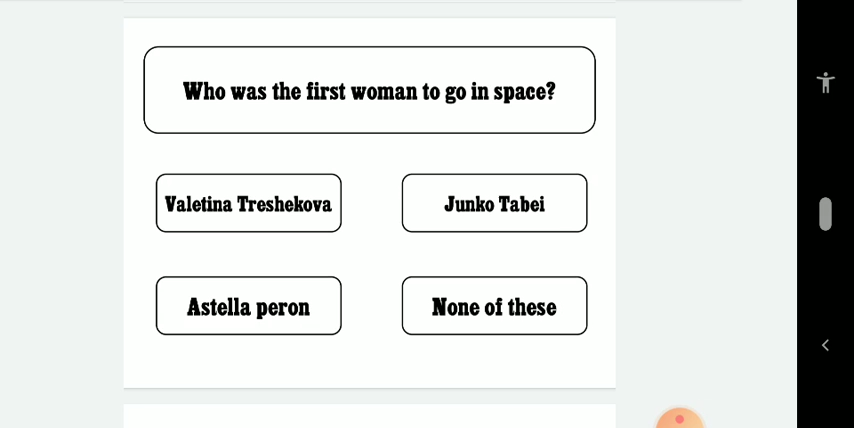 Who was the first woman to go in space?
Valetina Treshekova
Junko Tabei
Astella peron
None of these